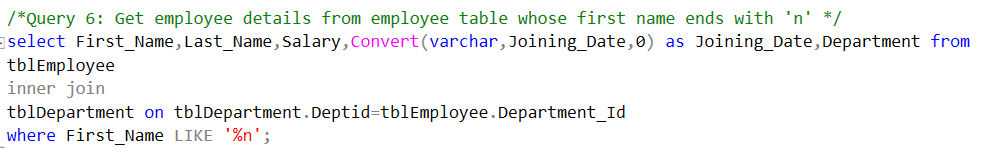 /*Query 6: Get employee details from employee table whose first name ends with 'n' */
select First_Name,Last_Name,Salary,Convert(varchar,Joining_Date,0) as Joining_Date,Department from
tblEmployee
inner join
tblDepartment on tblDepartment.Deptid=tblEmployee.Department_Id
where First_Name LIKE '%n';